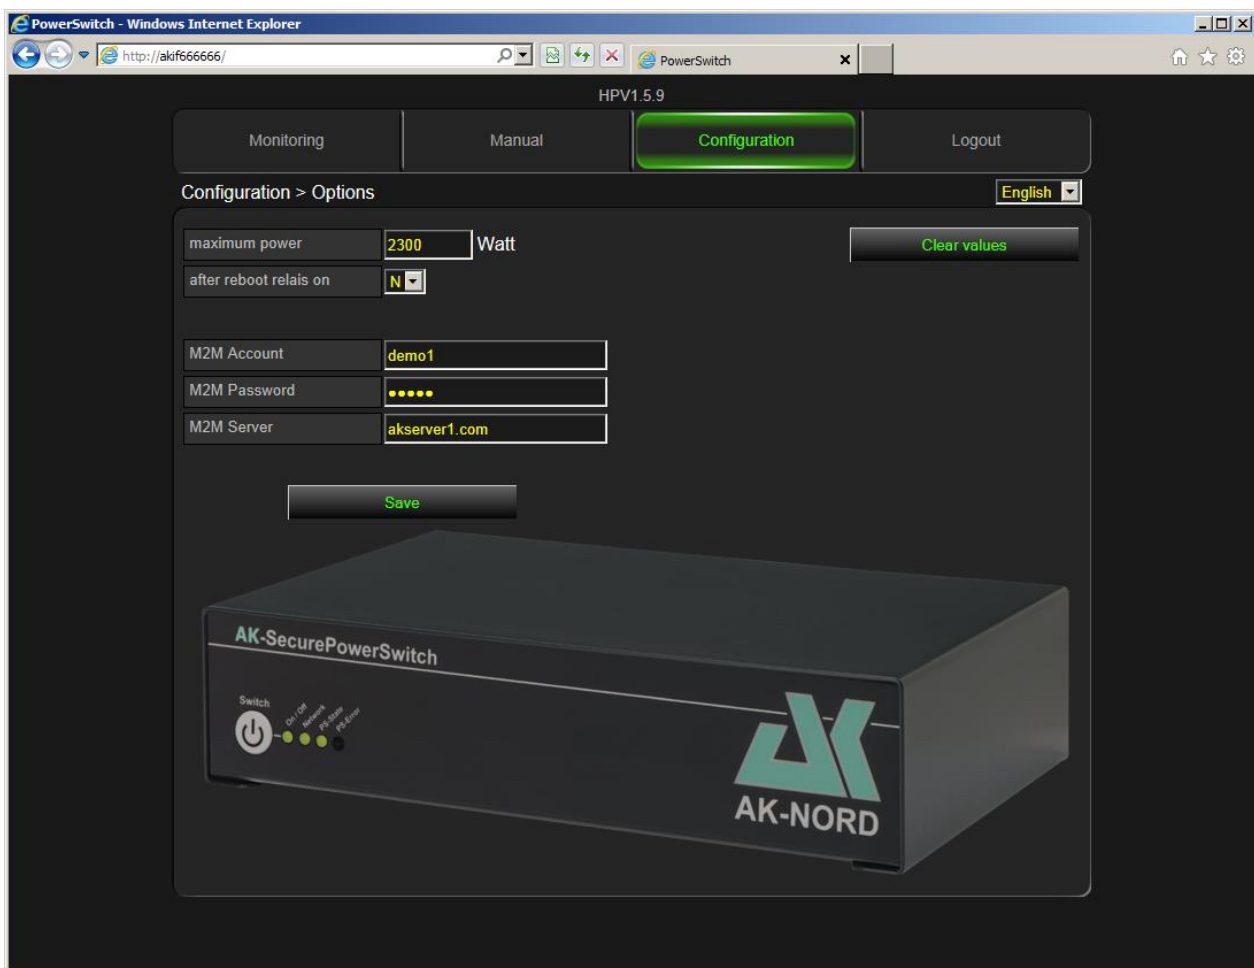 PowerSwitch - Windows Internet Explorer
http://akif666666/
PowerSwitch
HPV1.5.9
Monitoring Manual Configuration Logout
Configuration > Options English
maximum power 2300 Watt Clear values
after reboot relais on N
M2M Account demo1
M2M Password •••••
M2M Server akserver1.com
Save
AK-SecurePowerSwitch
Switch On / Off Network PS-State PS-Error
AK-NORD